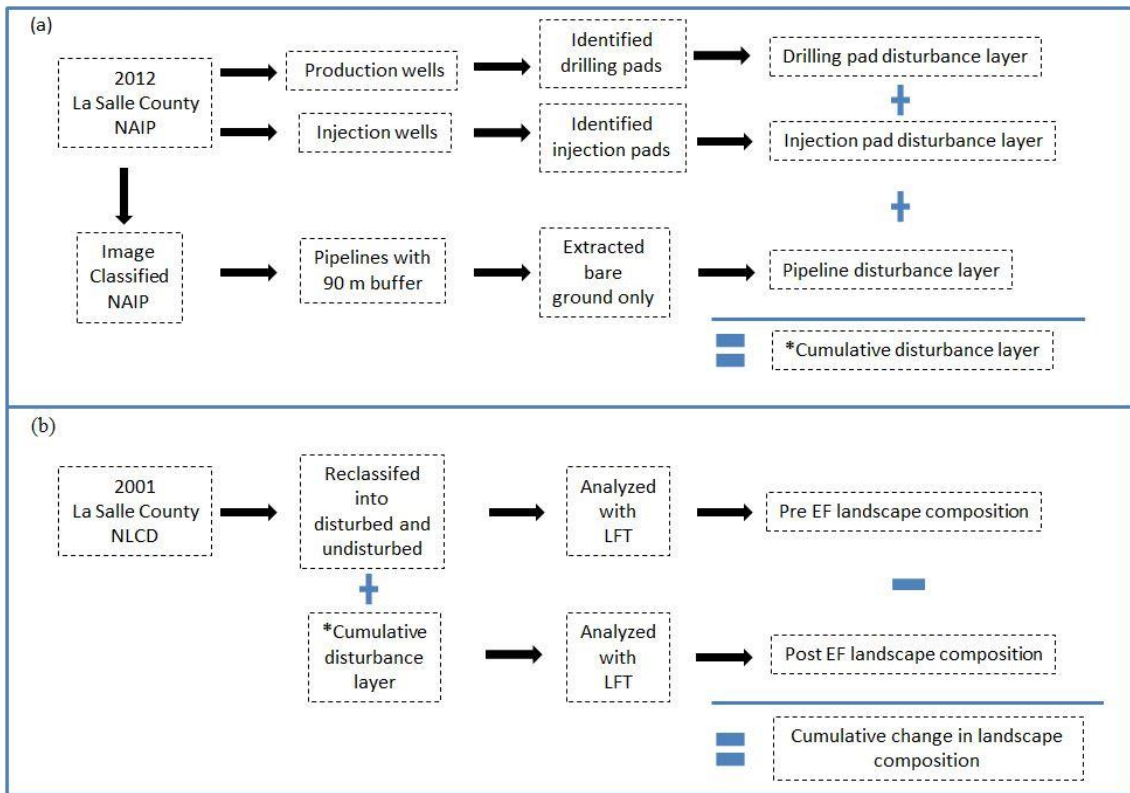 (a)
2012
La Salle County
NAIP
Production wells
Identified
drilling pads
Drilling pad disturbance layer
+
Injection wells
Identified
injection pads
Injection pad disturbance layer
+
Image
Classified
NAIP
Pipelines with
90 m buffer
Extracted
bare
ground only
Pipeline disturbance layer
=
*Cumulative disturbance layer
(b)
2001
La Salle County
NLCD
Reclassifed
into
disturbed and
undisturbed
Analyzed
with
LFT
Pre EF landscape composition
+
-
*Cumulative
disturbance
layer
Analyzed
with
LFT
Post EF landscape composition
=
Cumulative change in landscape
composition